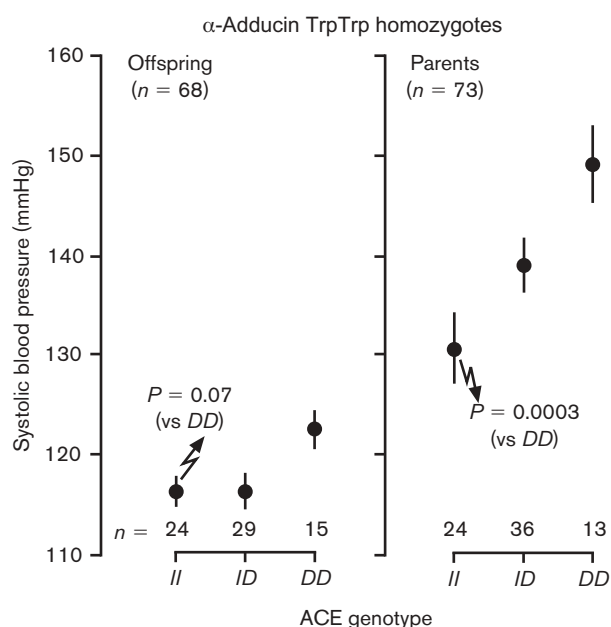 α-Adducin TrpTrp homozygotes
160
150
140
130
120
110
Systolic blood pressure (mmHg)
Offspring
(n = 68)
P = 0.07
(vs DD)
n = 24 29 15
II ID DD
Parents
(n = 73)
P = 0.0003
(vs DD)
24 36 13
II ID DD
ACE genotype